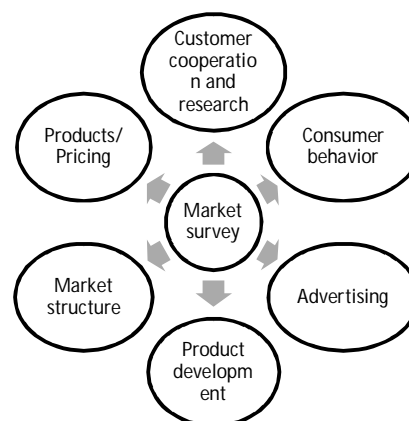 Customer
cooperatio
n and
research
Products/
Pricing
Consumer
behavior
Market
survey
Market
structure
Advertising
Product
developm
ent